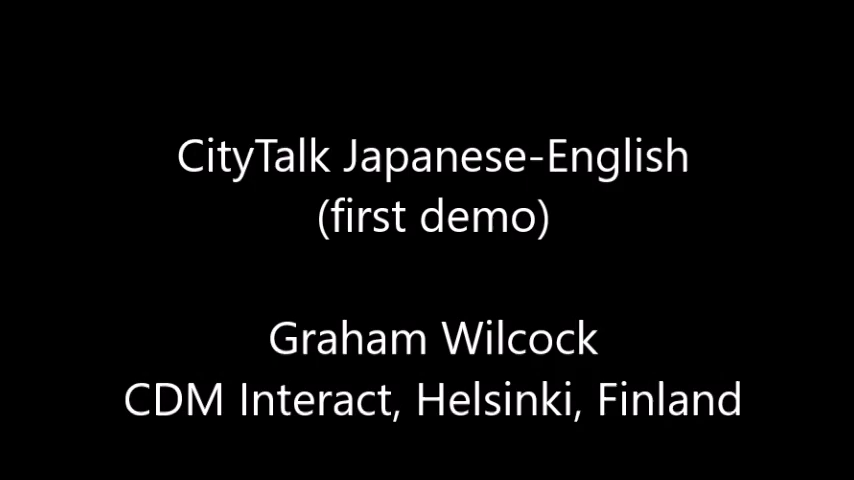 CityTalk Japanese-English
(first demo)
Graham Wilcock
CDM Interact, Helsinki, Finland